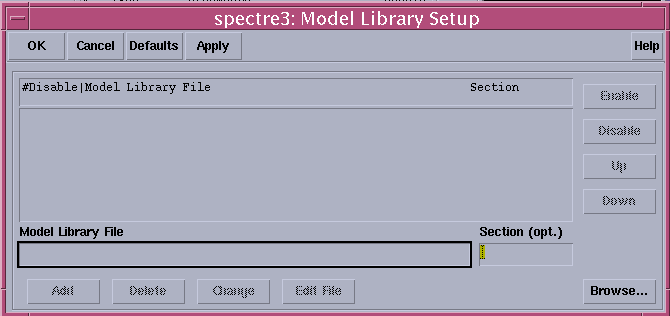 spectre3: Model Library Setup
OK Cancel Defaults Apply Help
#Disable|Model Library File Section
Enable
Disable
Up
Down
Model Library File Section (opt.)
Add Delete Change Edit File Browse...